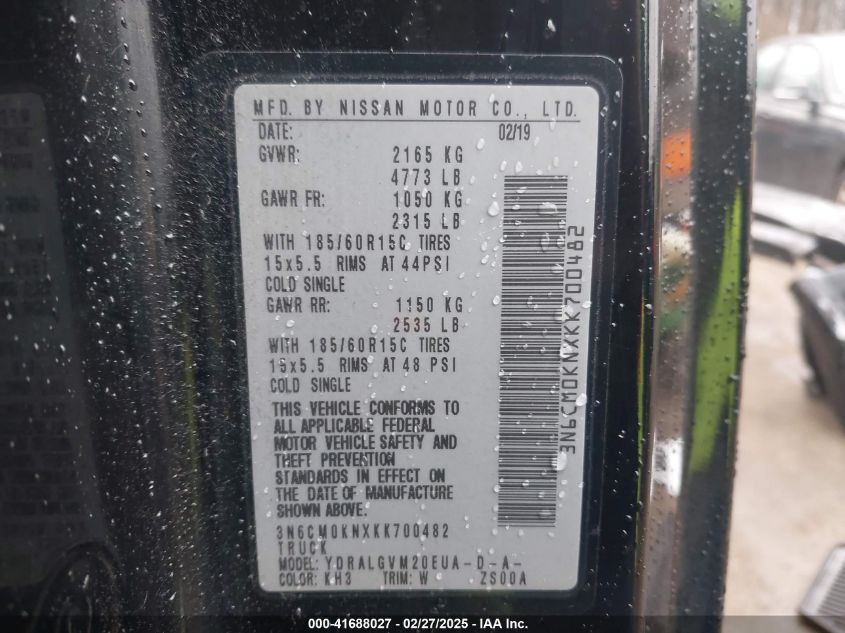 MFD. BY NISSAN MOTOR CO., LTD.
DATE: 02/19
GVWR: 2165 KG
4773 LB
GAWR FR: 1050 KG
2315 LB
WITH 185/60R15C TIRES
15x5.5 RIMS AT 44PSI
COLD SINGLE
GAWR RR: 1150 KG
2535 LB
WITH 185/60R15C TIRES
15x5.5 RIMS AT 48 PSI
COLD SINGLE
THIS VEHICLE CONFORMS TO
ALL APPLICABLE FEDERAL
MOTOR VEHICLE SAFETY AND
THEFT PREVENTION
STANDARDS IN EFFECT ON
THE DATE OF MANUFACTURE
SHOWN ABOVE.
3N6CM0KNXKK700482
TRUCK
MODEL: YDRALGVM20EUA-D-A-
COLOR: KH3 TRIM: W ZS00A
3N6CM0KNXKK700482
000-41688027 - 02/27/2025 - IAA Inc.